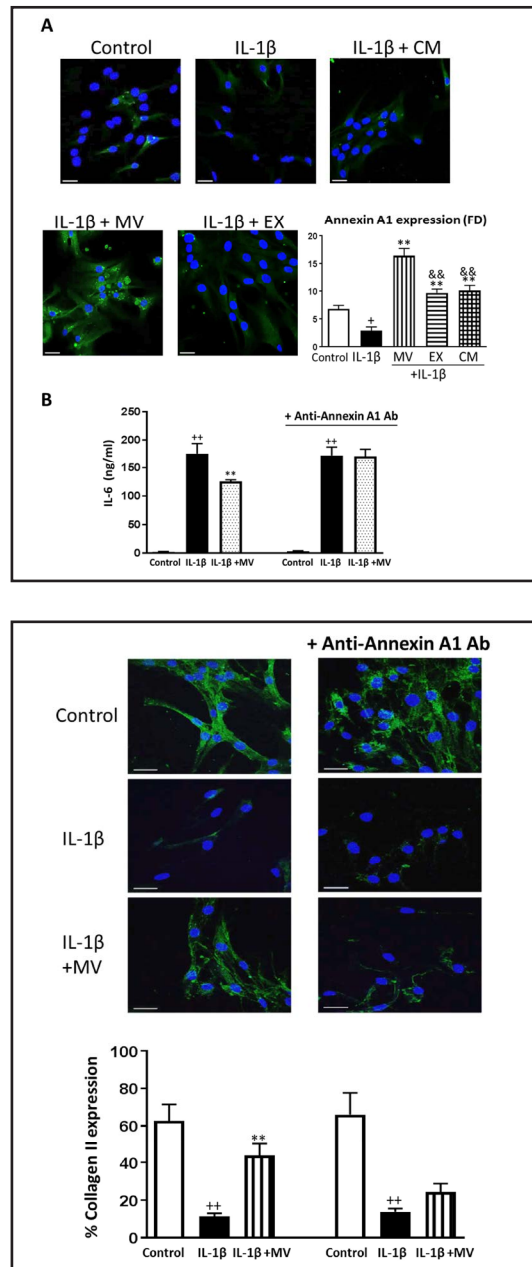 A
Control
IL-1β
IL-1β + CM
IL-1β + MV
IL-1β + EX
Annexin A1 expression (FD)
20
15
10
5
0
+
**
&&
**
&&
**
Control IL-1β MV EX CM
+IL-1β
B
IL-6 (ng/ml)
250
200
150
100
50
0
++
**
+ Anti-Annexin A1 Ab
++
Control IL-1β IL-1β +MV Control IL-1β IL-1β +MV
+ Anti-Annexin A1 Ab
Control
IL-1β
IL-1β
+MV
% Collagen II expression
100
80
60
40
20
0
++
**
++
Control IL-1β IL-1β +MV Control IL-1β IL-1β +MV